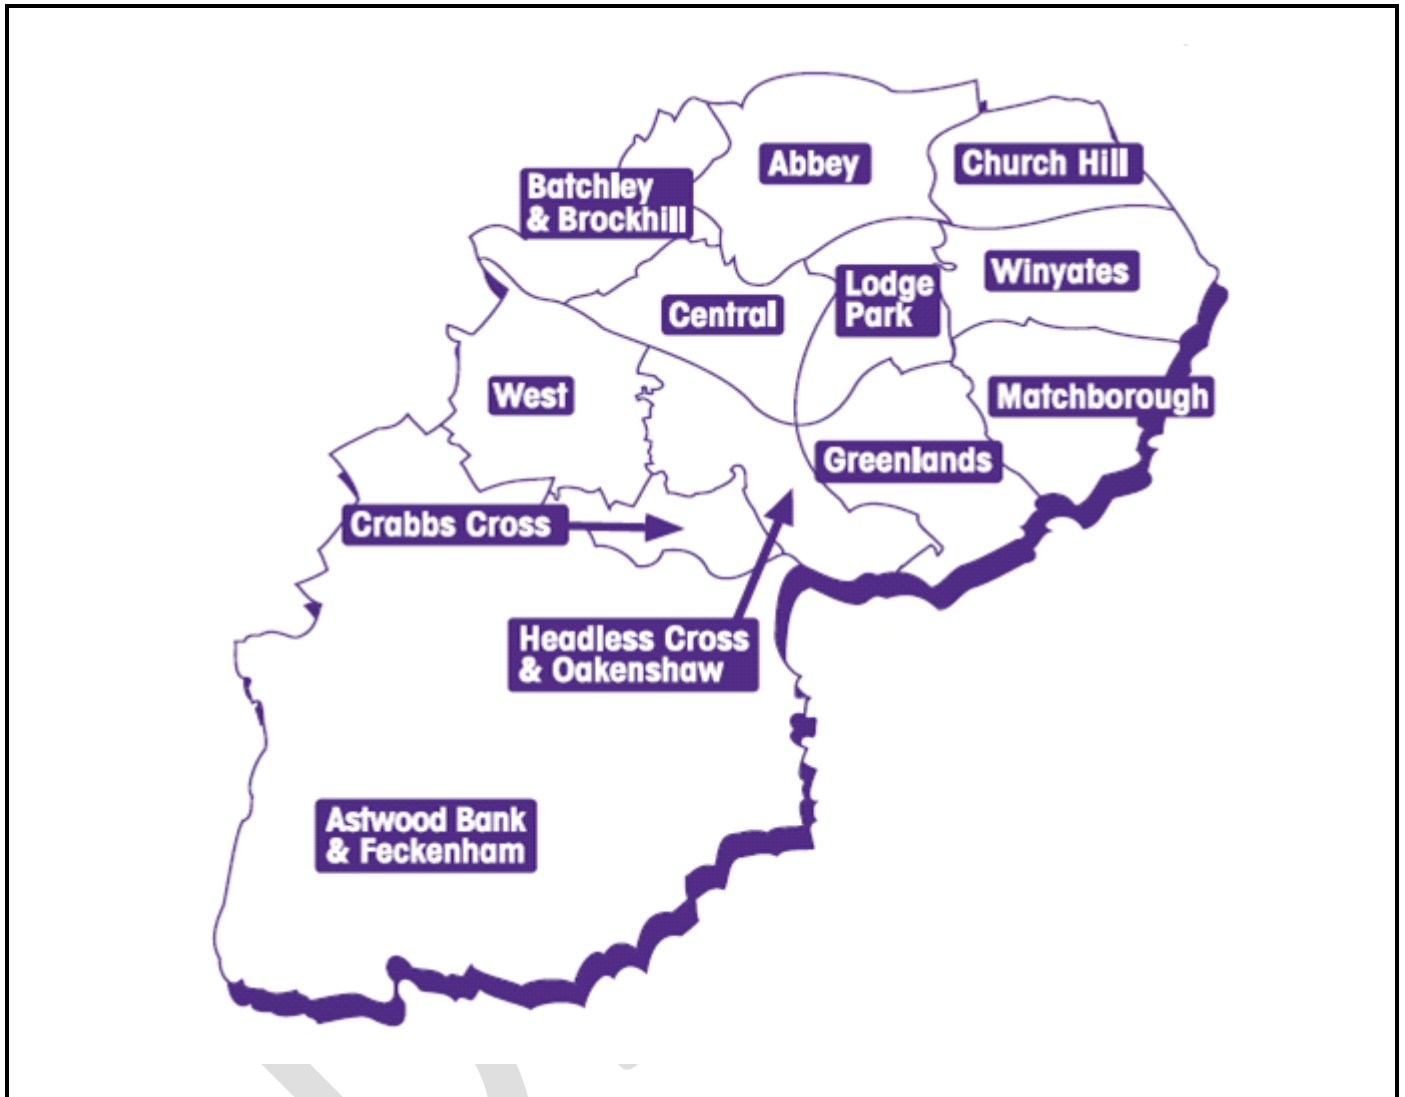 Abbey
Church Hill
Batchley
& Brockhill
Winyates
Lodge
Park
Central
West
Matchborough
Greenlands
Crabbs Cross
Headless Cross
& Oakenshaw
Astwood Bank
& Feckenham